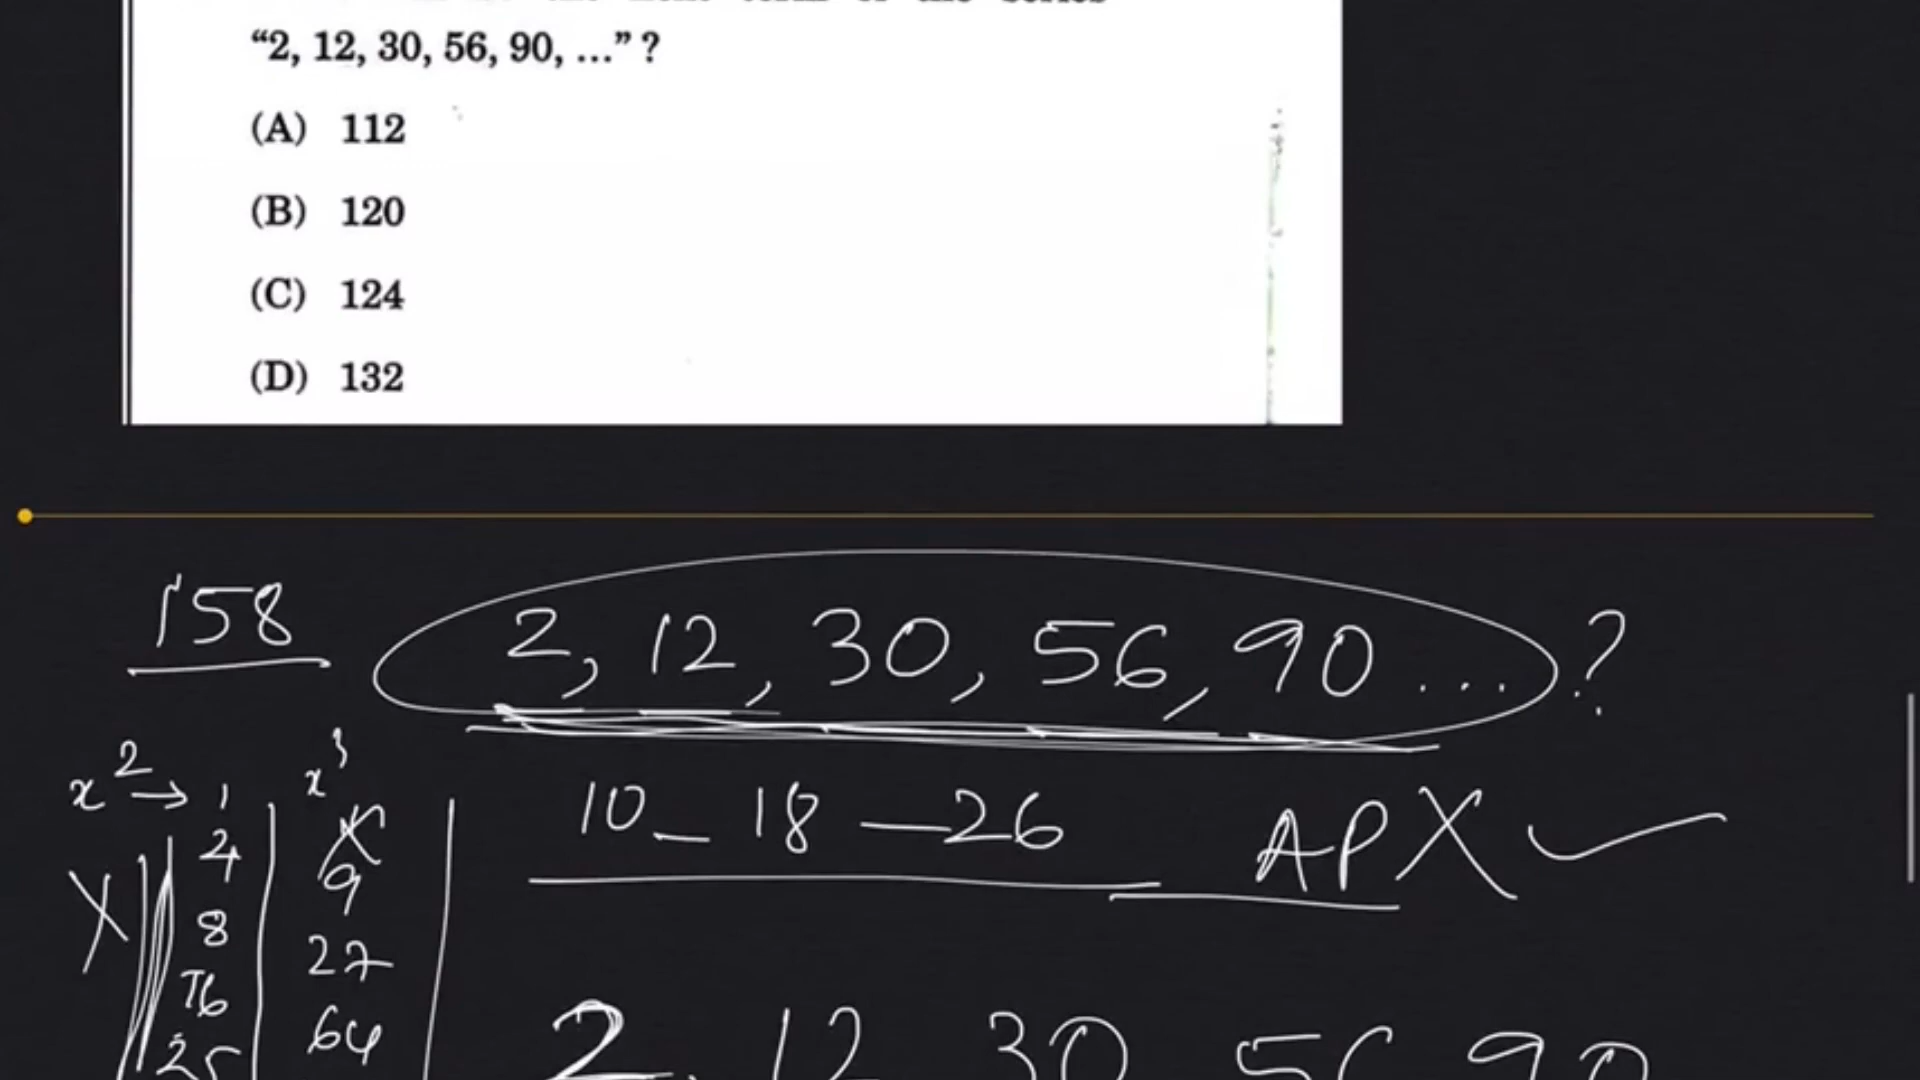 “2, 12, 30, 56, 90, ...” ?
(A) 112
(B) 120
(C) 124
(D) 132
158
2, 12, 30, 56, 90 ... ?
x² → 1
4
8
16
25
x³
9
27
64
10 – 18 – 26
AP X
2, 12 30 56 90